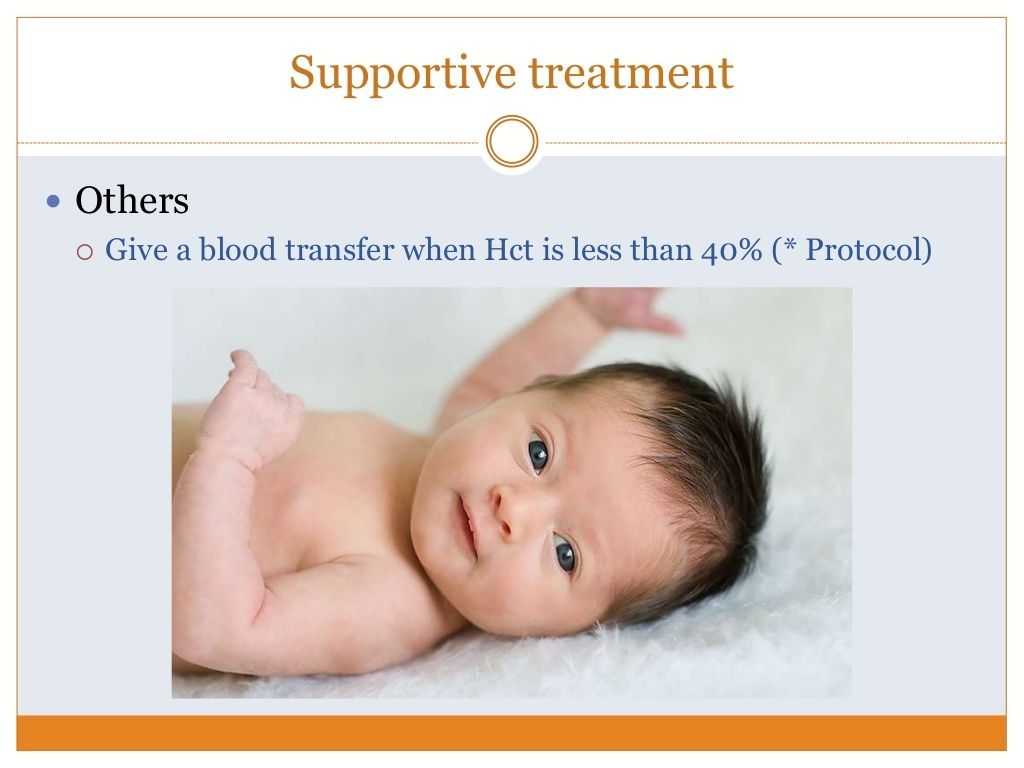 Supportive treatment
Others
Give a blood transfer when Hct is less than 40% (* Protocol)